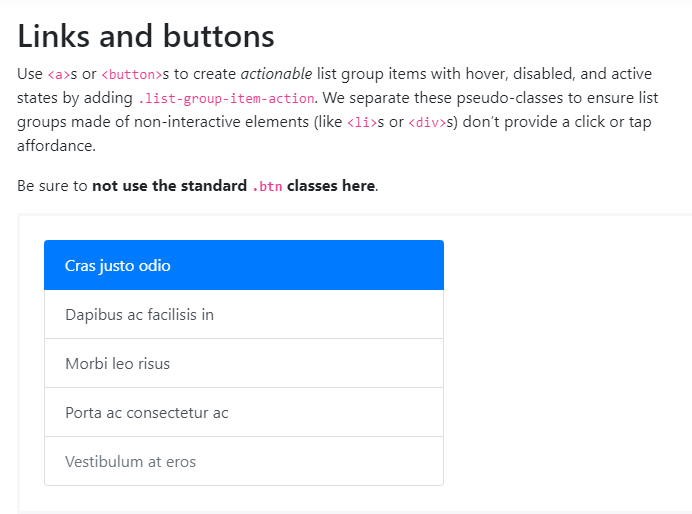 Links and buttons
Use <a>s or <button>s to create actionable list group items with hover, disabled, and active
states by adding .list-group-item-action. We separate these pseudo-classes to ensure list
groups made of non-interactive elements (like <li>s or <div>s) don’t provide a click or tap
affordance.
Be sure to not use the standard .btn classes here.
Cras justo odio
Dapibus ac facilisis in
Morbi leo risus
Porta ac consectetur ac
Vestibulum at eros